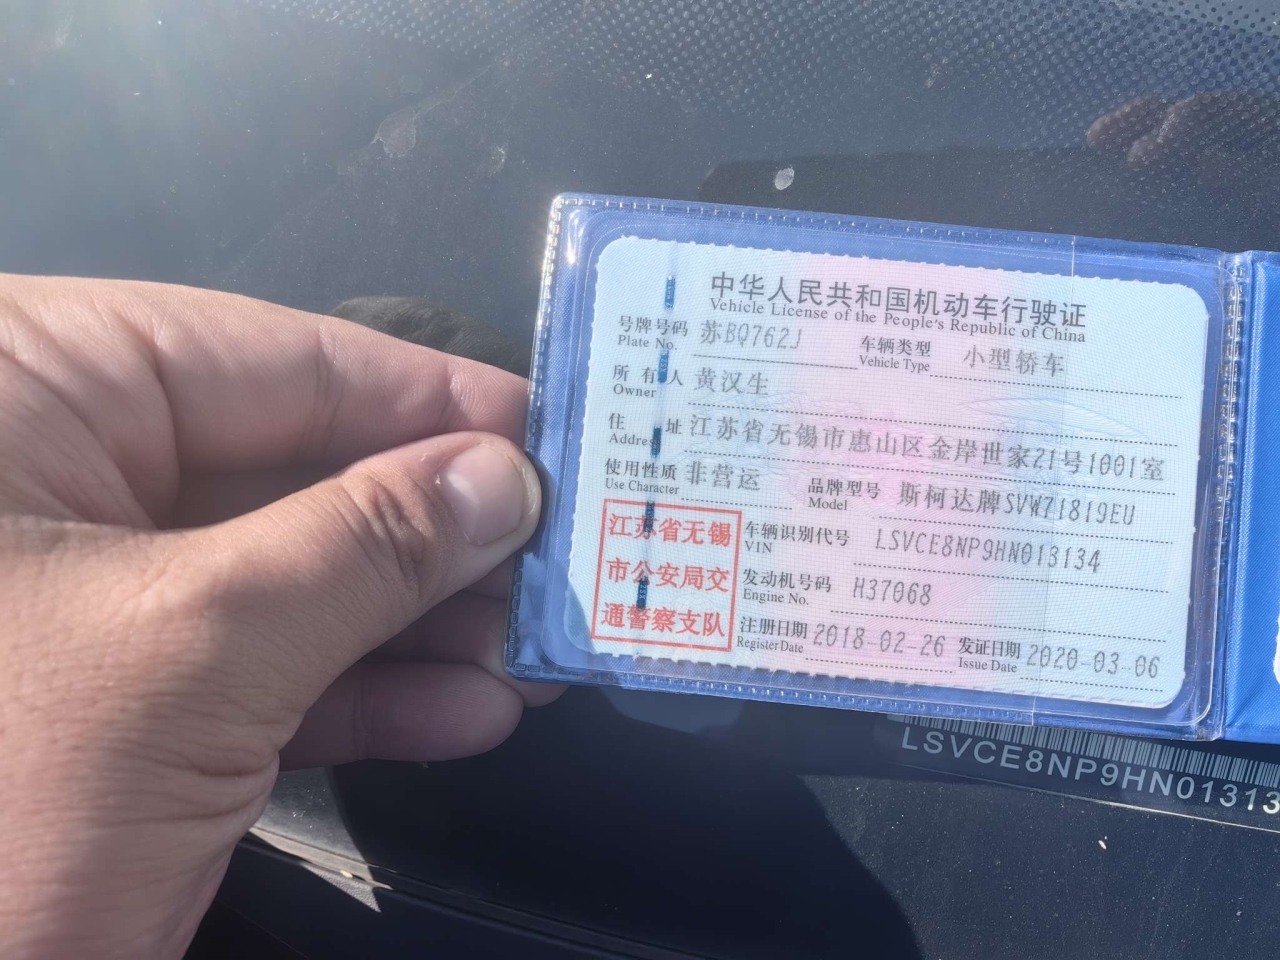 中华人民共和国机动车行驶证
Vehicle License of the People's Republic of China
号牌号码 苏BQ762J 车辆类型 小型轿车
Plate No. Vehicle Type
所有人 黄汉生
Owner
住址 江苏省无锡市惠山区金岸世家21号1001室
Address
使用性质 非营运 品牌型号 斯柯达牌SVW71819EU
Use Character Model
江苏省无锡
市公安局交
通警察支队
车辆识别代号 LSVCE8NP9HN013134
VIN
发动机号码 H37068
Engine No.
注册日期 2018-02-26 发证日期 2020-03-06
Register Date Issue Date
LSVCE8NP9HN01313